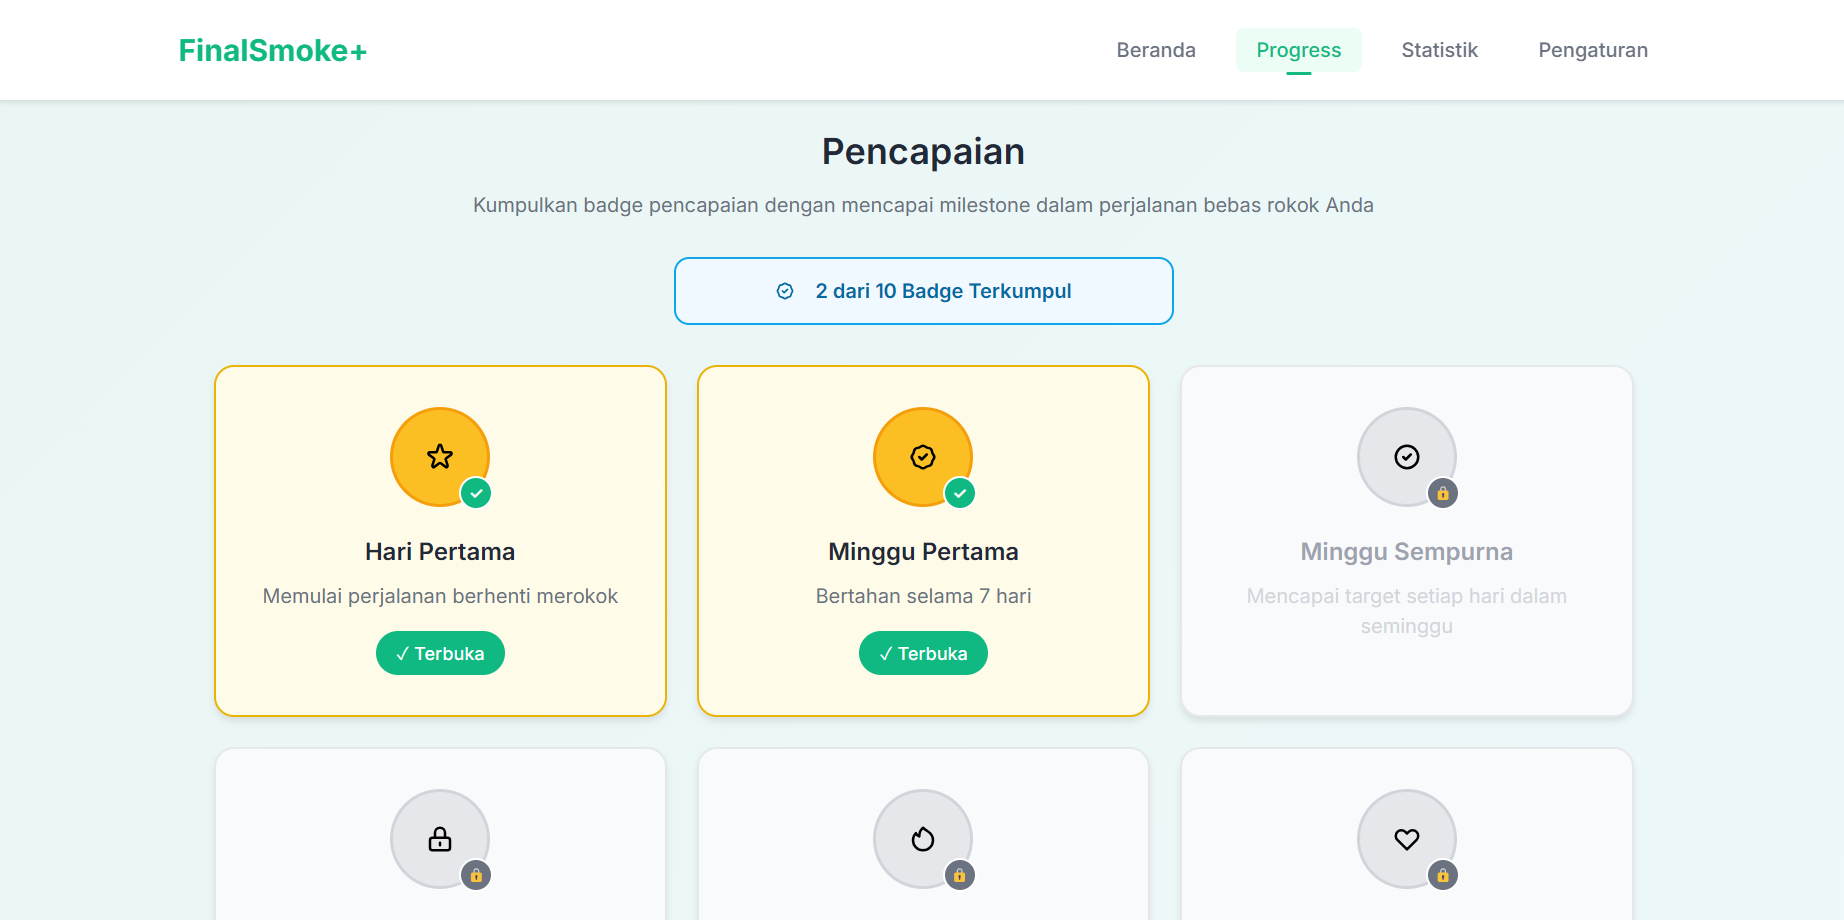 FinalSmoke+
Beranda
Progress
Statistik
Pengaturan
Pencapaian
Kumpulkan badge pencapaian dengan mencapai milestone dalam perjalanan bebas rokok Anda
2 dari 10 Badge Terkumpul
Hari Pertama
Memulai perjalanan berhenti merokok
✓ Terbuka
Minggu Pertama
Bertahan selama 7 hari
✓ Terbuka
Minggu Sempurna
Mencapai target setiap hari dalam
seminggu